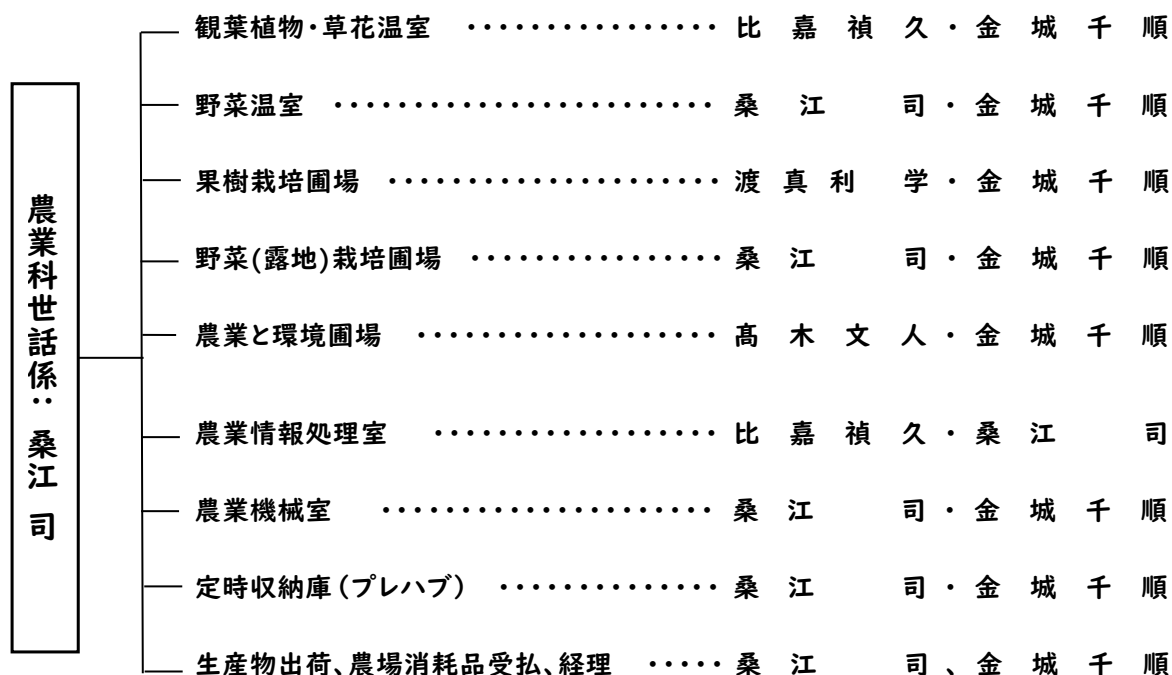 農業科世話係：桑江 司
観葉植物・草花温室 ・・・・・・・・・・・・・・・・ 比嘉禎久・金城千順
野菜温室 ・・・・・・・・・・・・・・・・・・・・・・・・ 桑江 司・金城千順
果樹栽培圃場 ・・・・・・・・・・・・・・・・・・・・・ 渡真利 学・金城千順
野菜(露地)栽培圃場 ・・・・・・・・・・・・・・・・ 桑江 司・金城千順
農業と環境圃場 ・・・・・・・・・・・・・・・・・・・・ 髙木文人・金城千順
農業情報処理室 ・・・・・・・・・・・・・・・・・・ 比嘉禎久・桑江 司
農業機械室 ・・・・・・・・・・・・・・・・・・・・・ 桑江 司・金城千順
定時収納庫（プレハブ） ・・・・・・・・・・・・・・ 桑江 司・金城千順
生産物出荷、農場消耗品受払、経理 ・・・・・ 桑江 司、金城千順